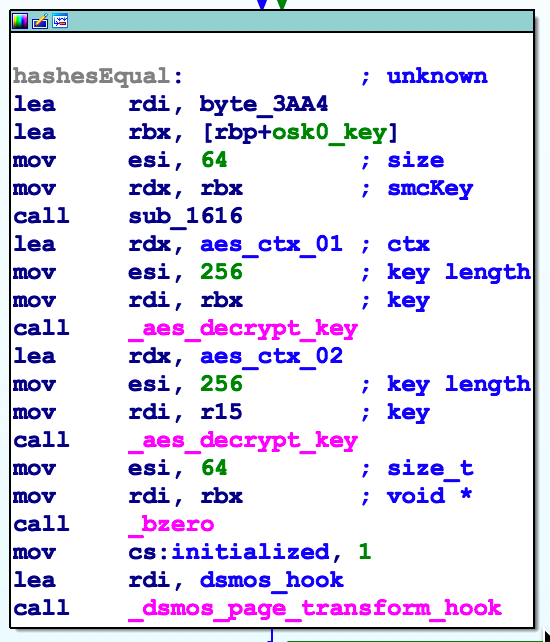 hashesEqual: ; unknown
lea rdi, byte_3AA4
lea rbx, [rbp+osk0_key]
mov esi, 64 ; size
mov rdx, rbx ; smcKey
call sub_1616
lea rdx, aes_ctx_01 ; ctx
mov esi, 256 ; key length
mov rdi, rbx ; key
call _aes_decrypt_key
lea rdx, aes_ctx_02
mov esi, 256 ; key length
mov rdi, r15 ; key
call _aes_decrypt_key
mov esi, 64 ; size_t
mov rdi, rbx ; void *
call _bzero
mov cs:initialized, 1
lea rdi, dsmos_hook
call _dsmos_page_transform_hook